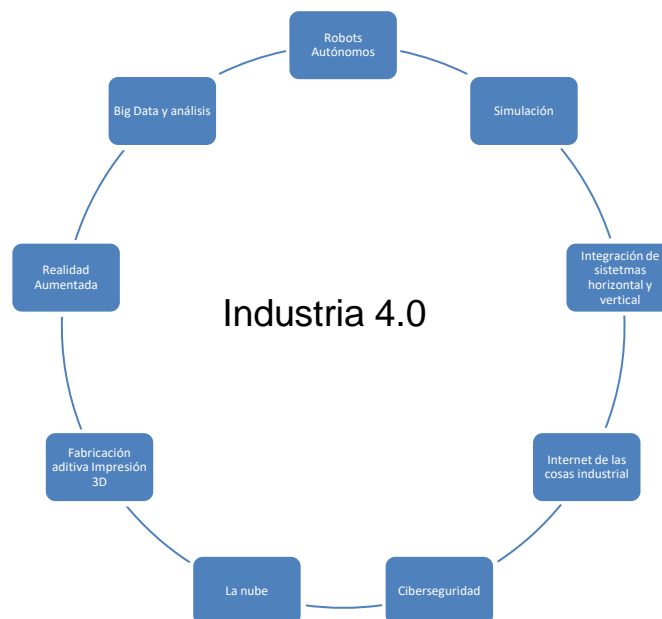 Robots
Autónomos
Big Data y análisis
Simulación
Realidad
Aumentada
Integración de
sistetmas
horizontal y
vertical
Industria 4.0
Fabricación
aditiva Impresión
3D
Internet de las
cosas industrial
La nube
Ciberseguridad